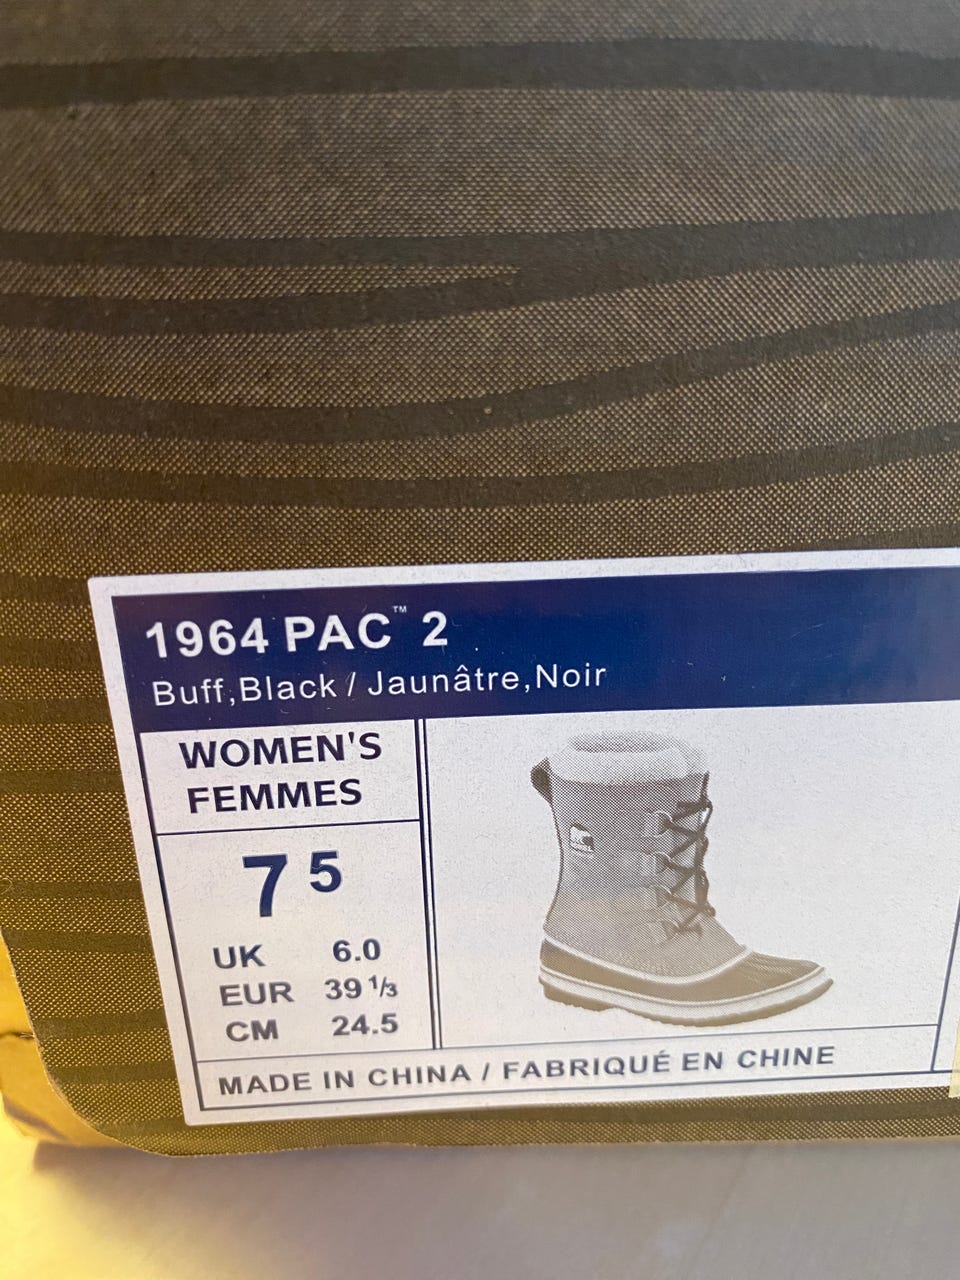 1964 PAC™ 2
Buff,Black / Jaunâtre,Noir
WOMEN'S
FEMMES
7 5
UK 6.0
EUR 39 1/3
CM 24.5
MADE IN CHINA / FABRIQUÉ EN CHINE